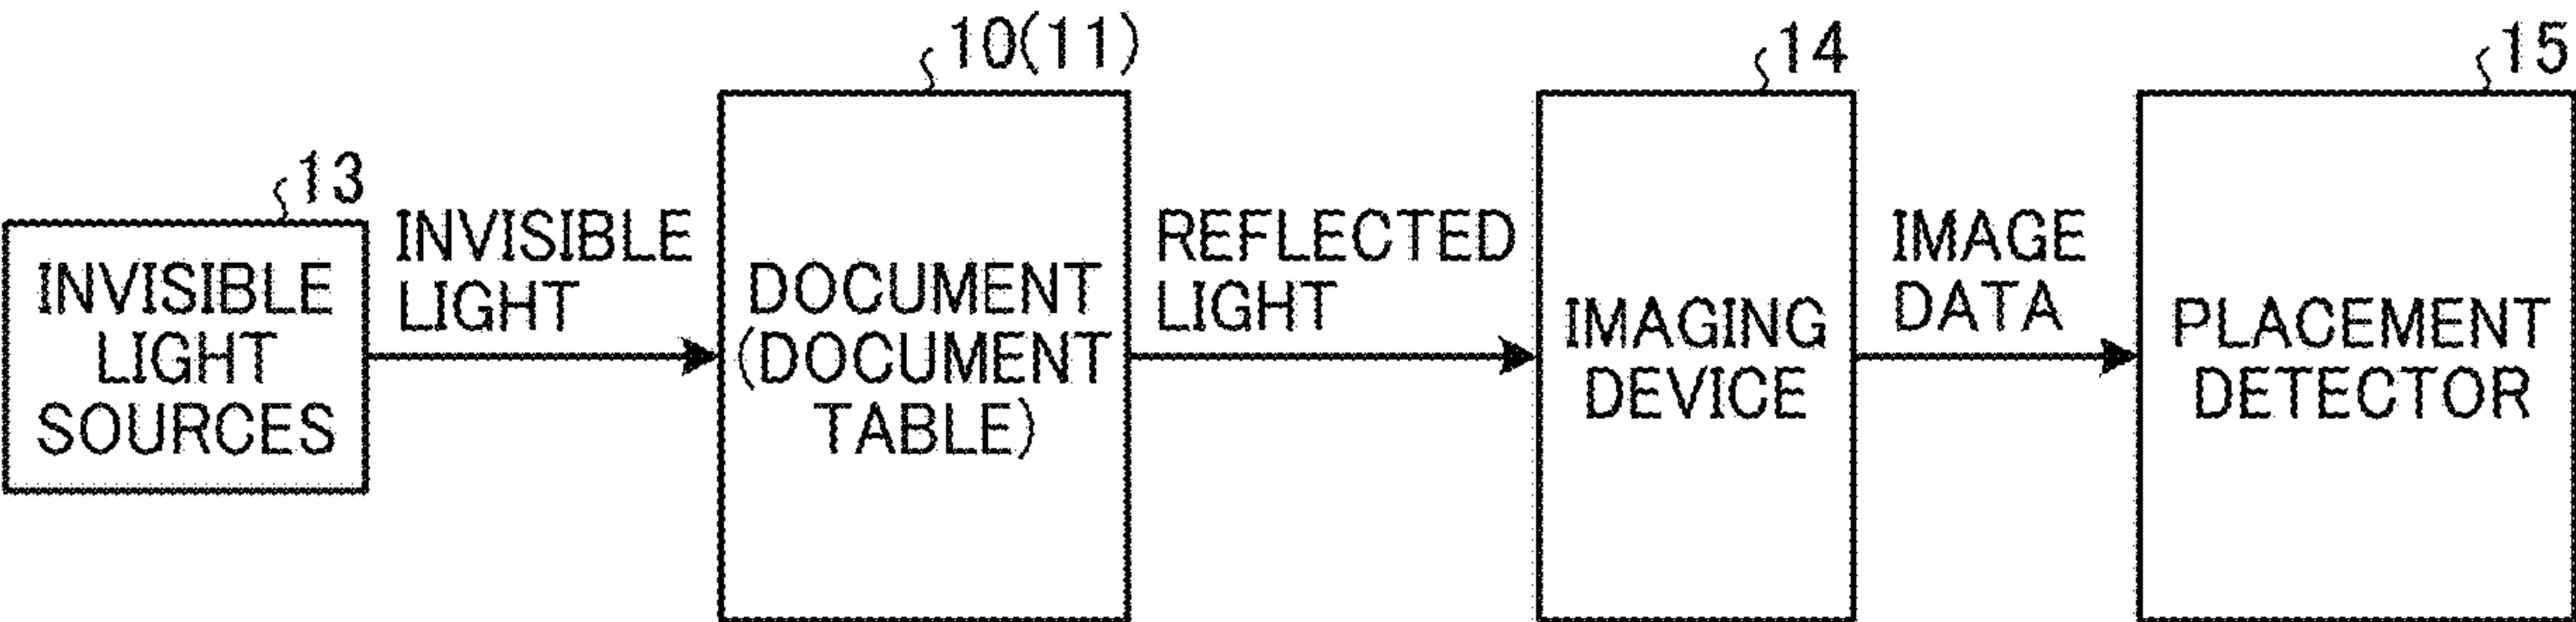 13
INVISIBLE
LIGHT
SOURCES
INVISIBLE
LIGHT
10(11)
DOCUMENT
(DOCUMENT
TABLE)
REFLECTED
LIGHT
14
IMAGING
DEVICE
IMAGE
DATA
15
PLACEMENT
DETECTOR